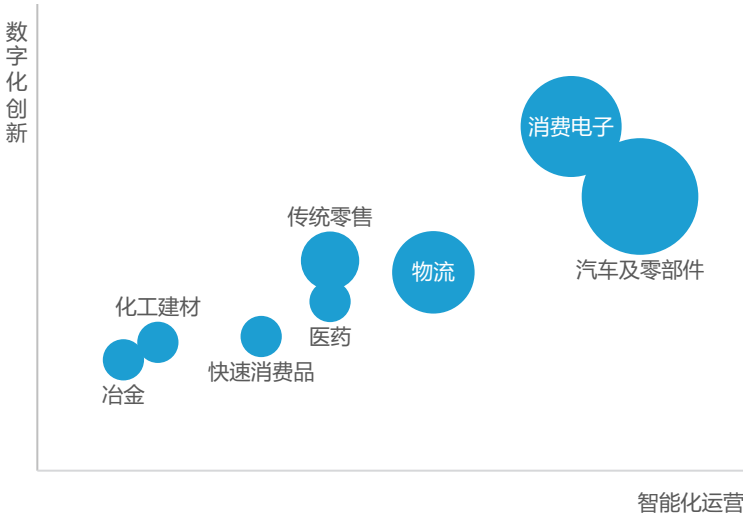 数字化创新
消费电子
传统零售
物流
汽车及零部件
化工建材
医药
快速消费品
冶金
智能化运营